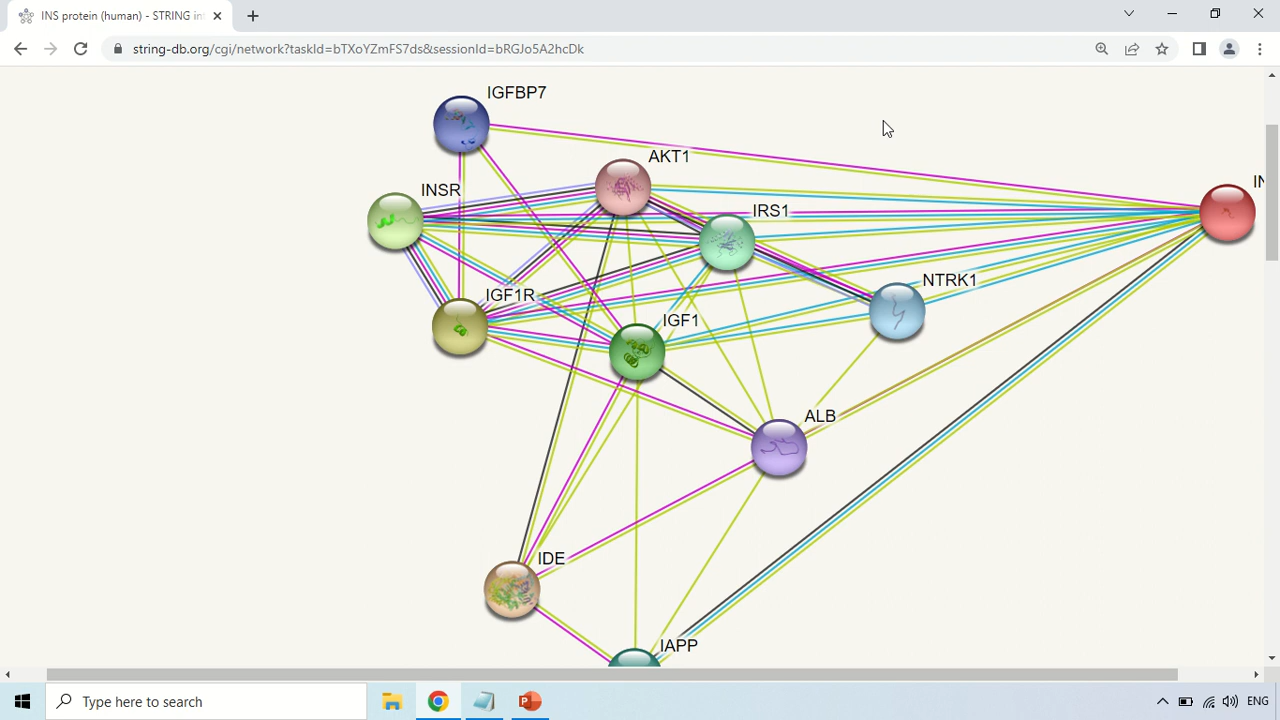 INS protein (human) - STRING in
string-db.org/cgi/network?taskId=bTXoYZmFS7ds&sessionId=bRGJo5A2hcDk
IGFBP7
AKT1
INSR
IN
IRS1
NTRK1
IGF1R
IGF1
ALB
IDE
IAPP
Type here to search
ENG